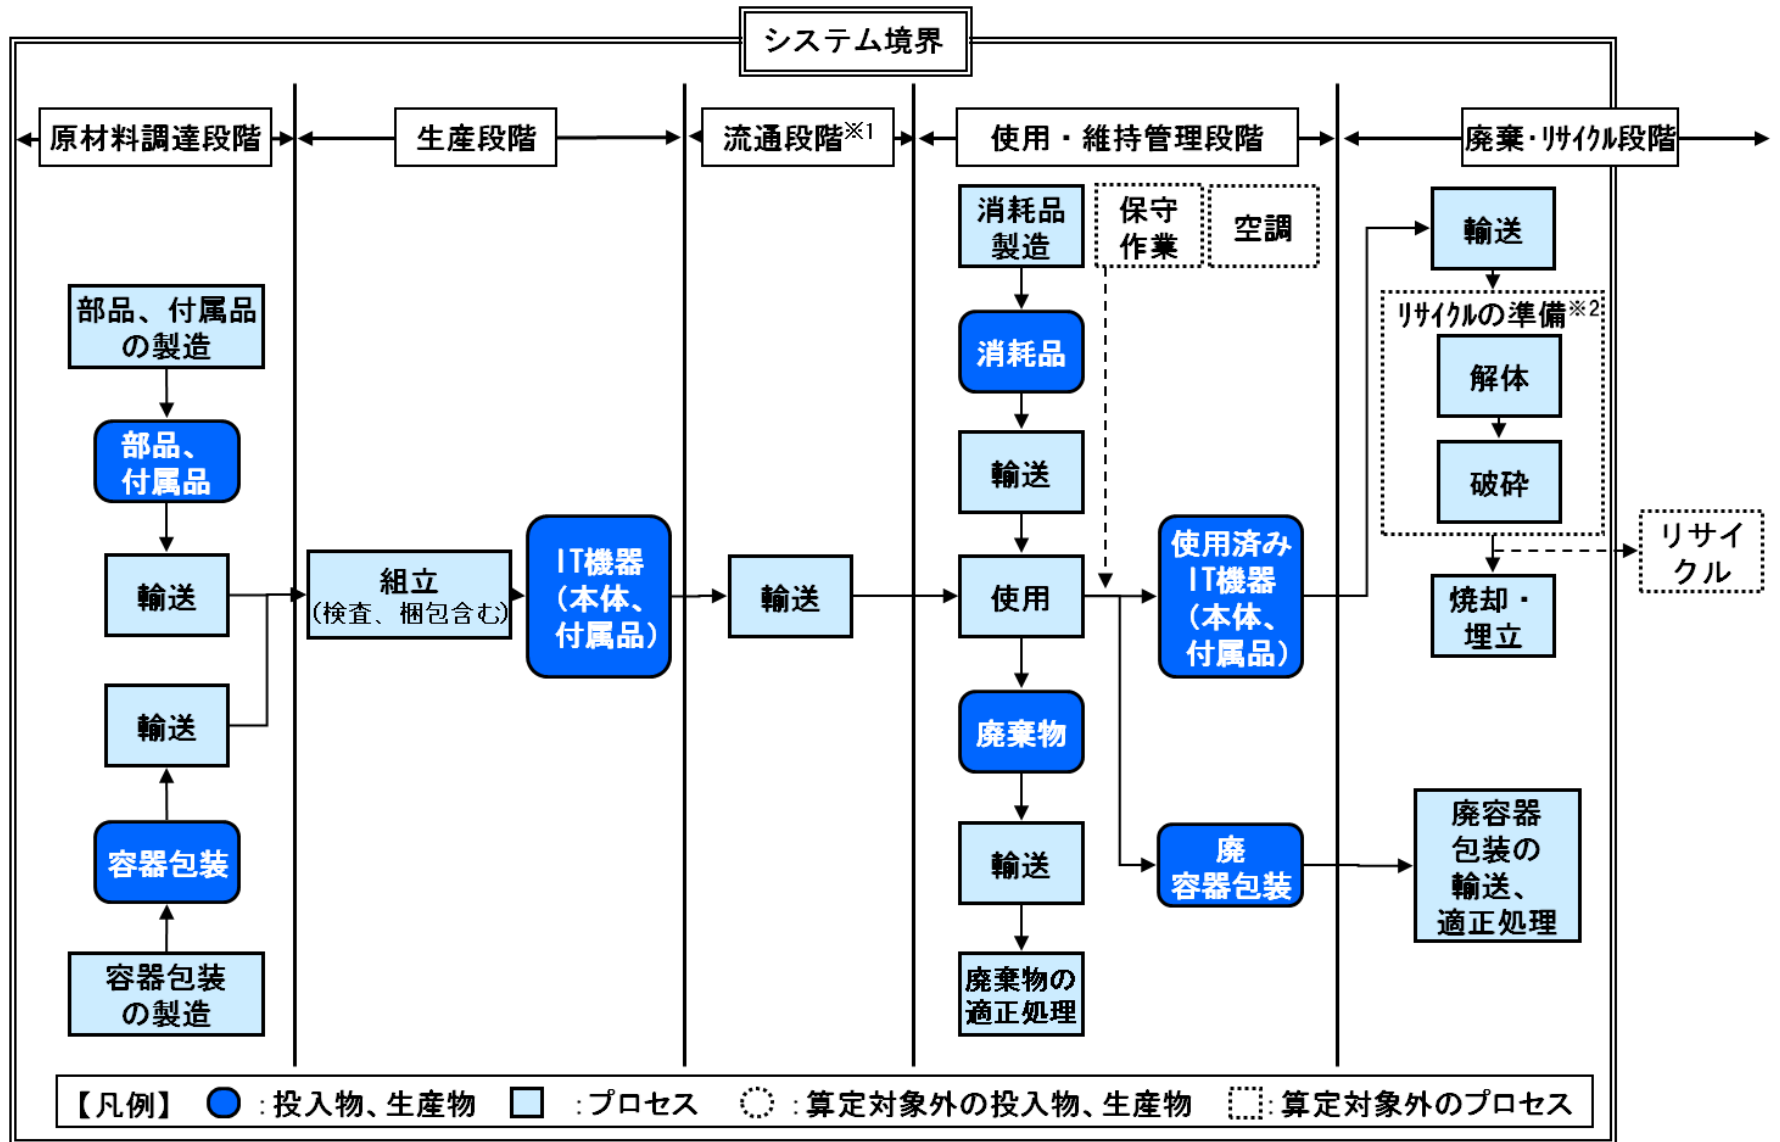 システム境界
原材料調達段階
生産段階
流通段階※1
使用・維持管理段階
廃棄・リサイクル段階
部品、付属品
の製造
部品、
付属品
輸送
輸送
容器包装
容器包装
の製造
組立
(検査、梱包含む)
IT機器
(本体、
付属品)
輸送
消耗品
製造
保守
作業
空調
消耗品
輸送
使用
廃棄物
輸送
廃棄物の
適正処理
使用済み
IT機器
(本体、
付属品)
廃
容器包装
輸送
リサイクルの準備※2
解体
破砕
焼却・
埋立
リサイ
クル
廃容器
包装の
輸送、
適正処理
【凡例】 :投入物、生産物 :プロセス :算定対象外の投入物、生産物 :算定対象外のプロセス